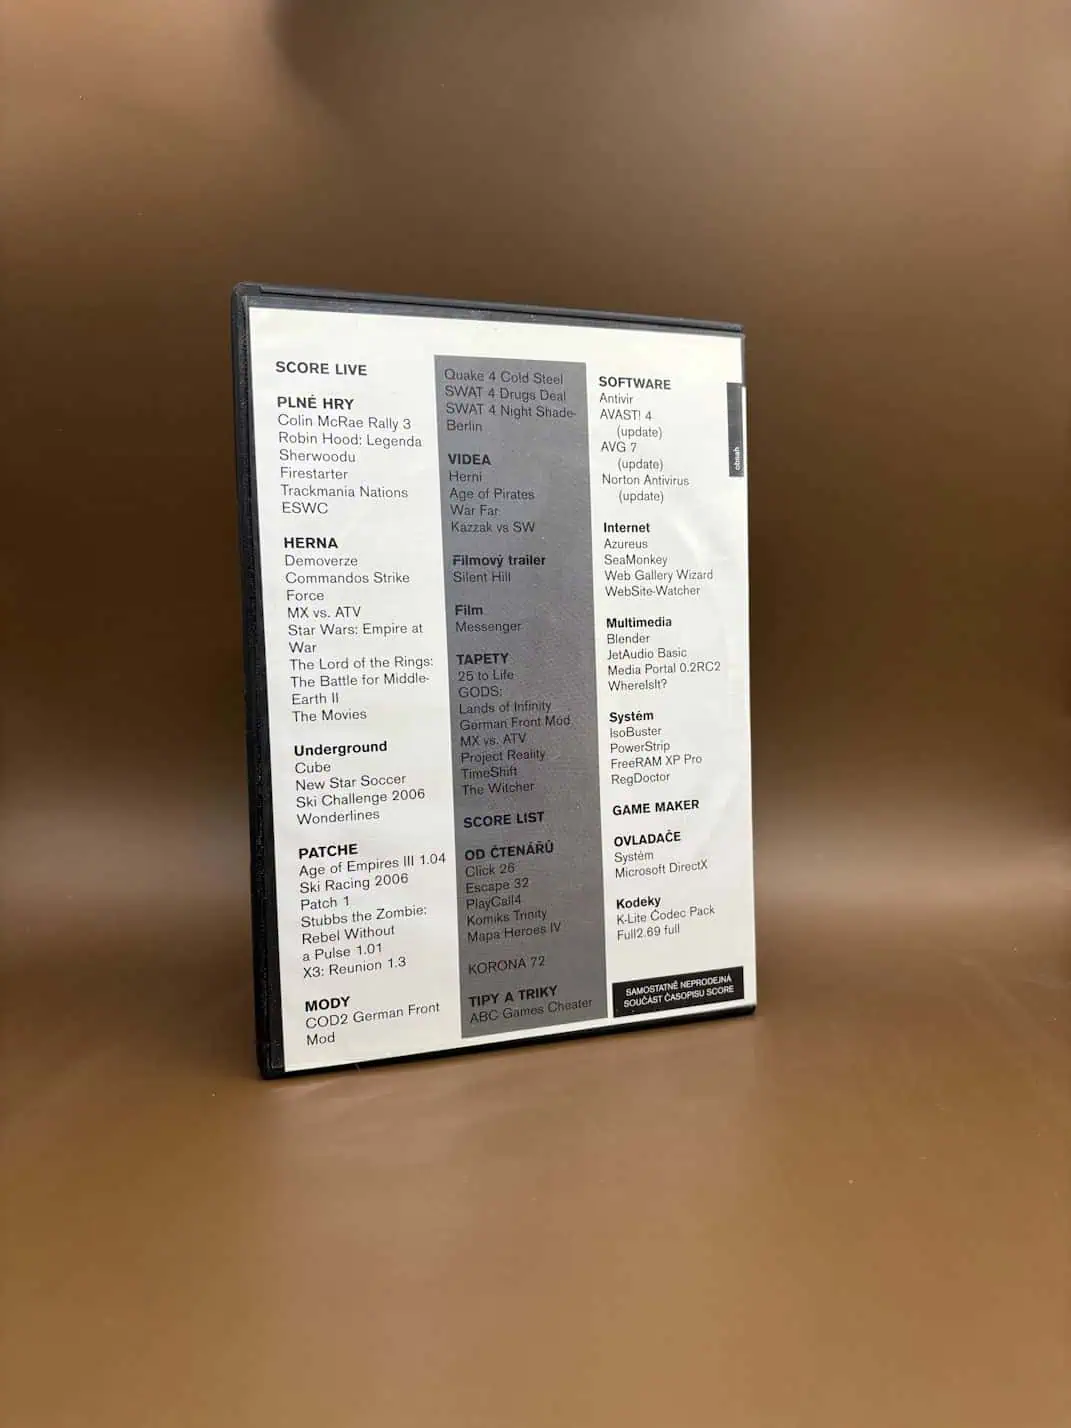 SCORE LIVE
PLNÉ HRY
Colin McRae Rally 3
Robin Hood: Legenda
Sherwoodu
Firestarter
Trackmania Nations
ESWC
HERNA
Demoverze
Commandos Strike
Force
MX vs. ATV
Star Wars: Empire at
War
The Lord of the Rings:
The Battle for Middle-
Earth II
The Movies
Underground
Cube
New Star Soccer
Ski Challenge 2006
Wonderlines
PATCHE
Age of Empires III 1.04
Ski Racing 2006
Patch 1
Stubbs the Zombie:
Rebel Without
a Pulse 1.01
X3: Reunion 1.3
MODY
COD2 German Front
Mod
Quake 4 Cold Steel
SWAT 4 Drugs Deal
SWAT 4 Night Shade-
Berlin
VIDEA
Herní
Age of Pirates
War Far
Kazzak vs SW
Filmový trailer
Silent Hill
Film
Messenger
TAPETY
25 to Life
GODS:
Lands of Infinity
German Front Mod
MX vs. ATV
Project Reality
TimeShift
The Witcher
SCORE LIST
OD ČTENÁŘŮ
Click 26
Escape 32
PlayCall4
Komiks Trinity
Mapa Heroes IV
KORONA 72
TIPY A TRIKY
ABC Games Cheater
SOFTWARE
Antivir
AVAST! 4
(update)
AVG 7
(update)
Norton Antivirus
(update)
Internet
Azureus
SeaMonkey
Web Gallery Wizard
WebSite-Watcher
Multimedia
Blender
JetAudio Basic
Media Portal 0.2RC2
WhereIsIt?
Systém
IsoBuster
PowerStrip
FreeRAM XP Pro
RegDoctor
GAME MAKER
OVLADAČE
Systém
Microsoft DirectX
Kodeky
K-Lite Codec Pack
Full2.69 full
SAMOSTATNĚ NEPRODEJNÁ
SOUČÁST ČASOPISU SCORE
obsah